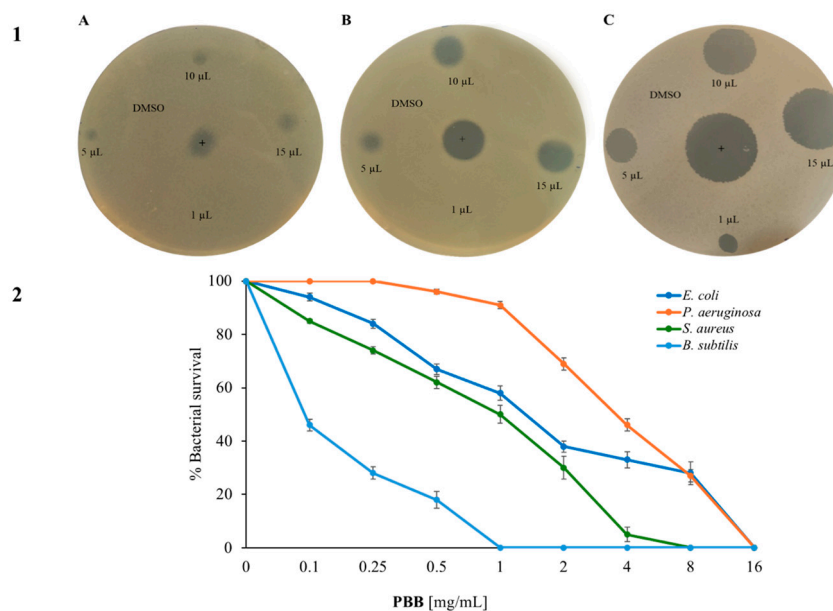 1
A
B
C
10 µL
DMSO
5 µL
+
15 µL
1 µL
10 µL
DMSO
5 µL
+
15 µL
1 µL
10 µL
DMSO
5 µL
+
15 µL
1 µL
2
% Bacterial survival
100
80
60
40
20
0
E. coli
P. aeruginosa
S. aureus
B. subtilis
0 0.1 0.25 0.5 1 2 4 8 16
PBB [mg/mL]